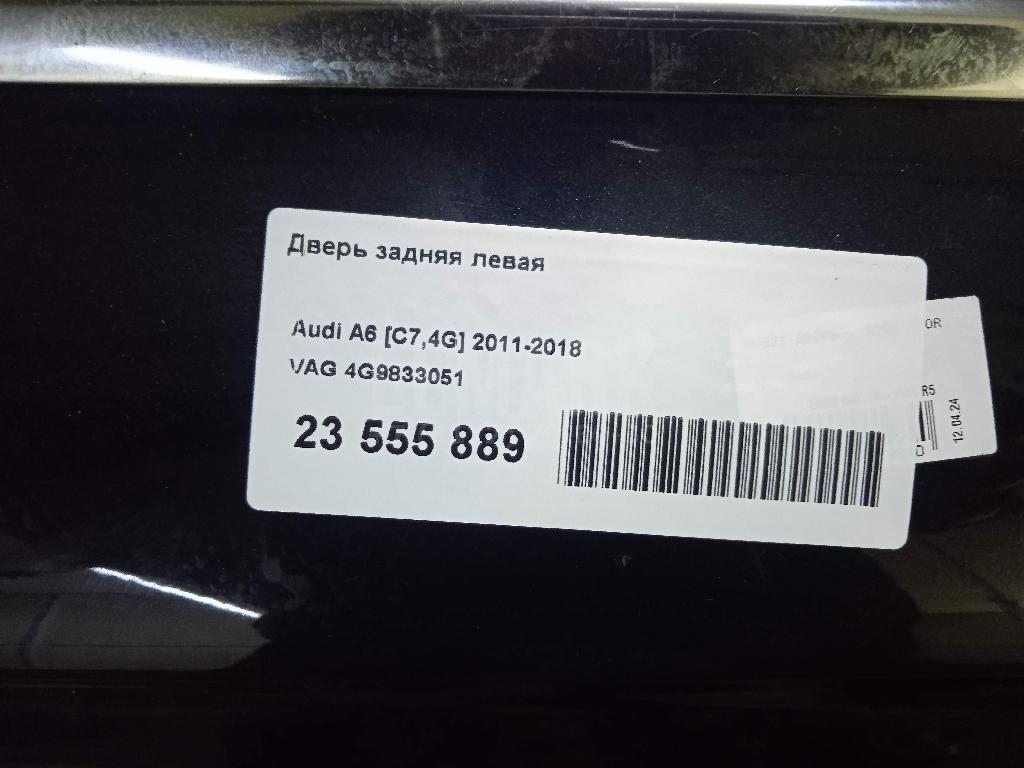 Дверь задняя левая
Audi A6 [C7,4G] 2011-2018
VAG 4G9833051
23 555 889
OR
R5
12.04.24